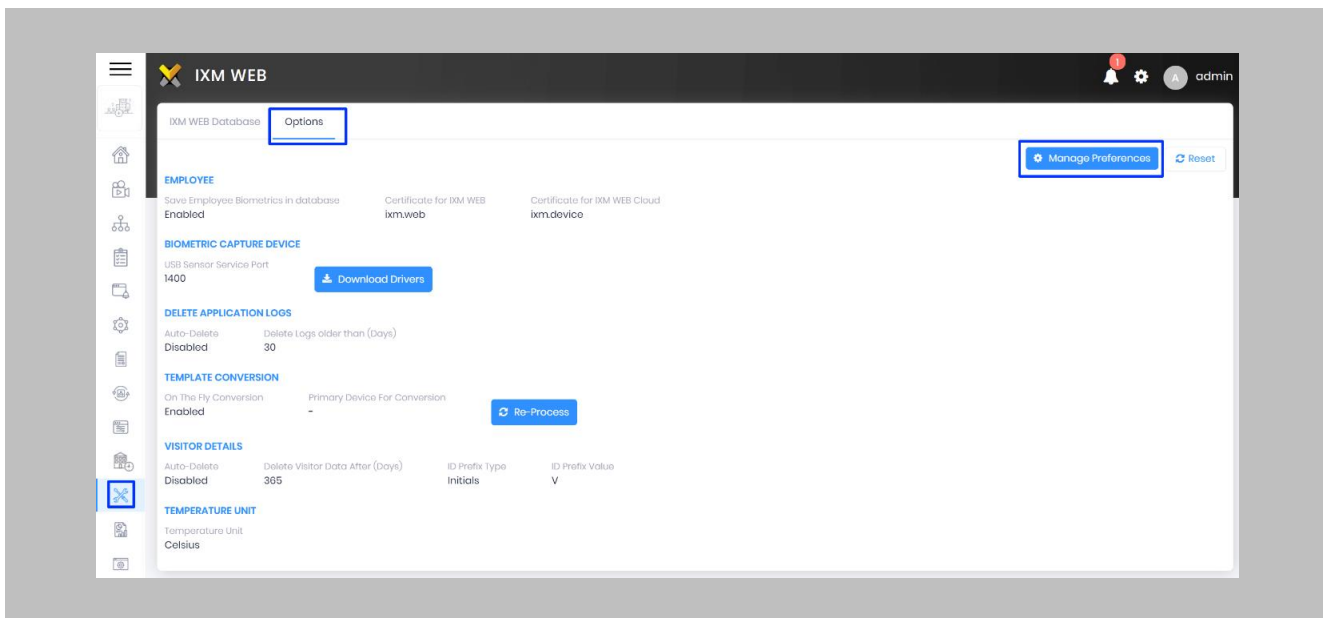 IXM WEB
1
A
admin
IXM WEB Database
Options
Manage Preferences
Reset
EMPLOYEE
Save Employee Biometrics in database
Certificate for IXM WEB
Certificate for IXM WEB Cloud
Enabled
ixm.web
ixm.device
BIOMETRIC CAPTURE DEVICE
USB Sensor Service Port
1400
Download Drivers
DELETE APPLICATION LOGS
Auto-Delete
Delete Logs older than (Days)
Disabled
30
TEMPLATE CONVERSION
On The Fly Conversion
Primary Device For Conversion
Enabled
-
Re-Process
VISITOR DETAILS
Auto-Delete
Delete Visitor Data After (Days)
ID Prefix Type
ID Prefix Value
Disabled
365
Initials
V
TEMPERATURE UNIT
Temperature Unit
Celsius